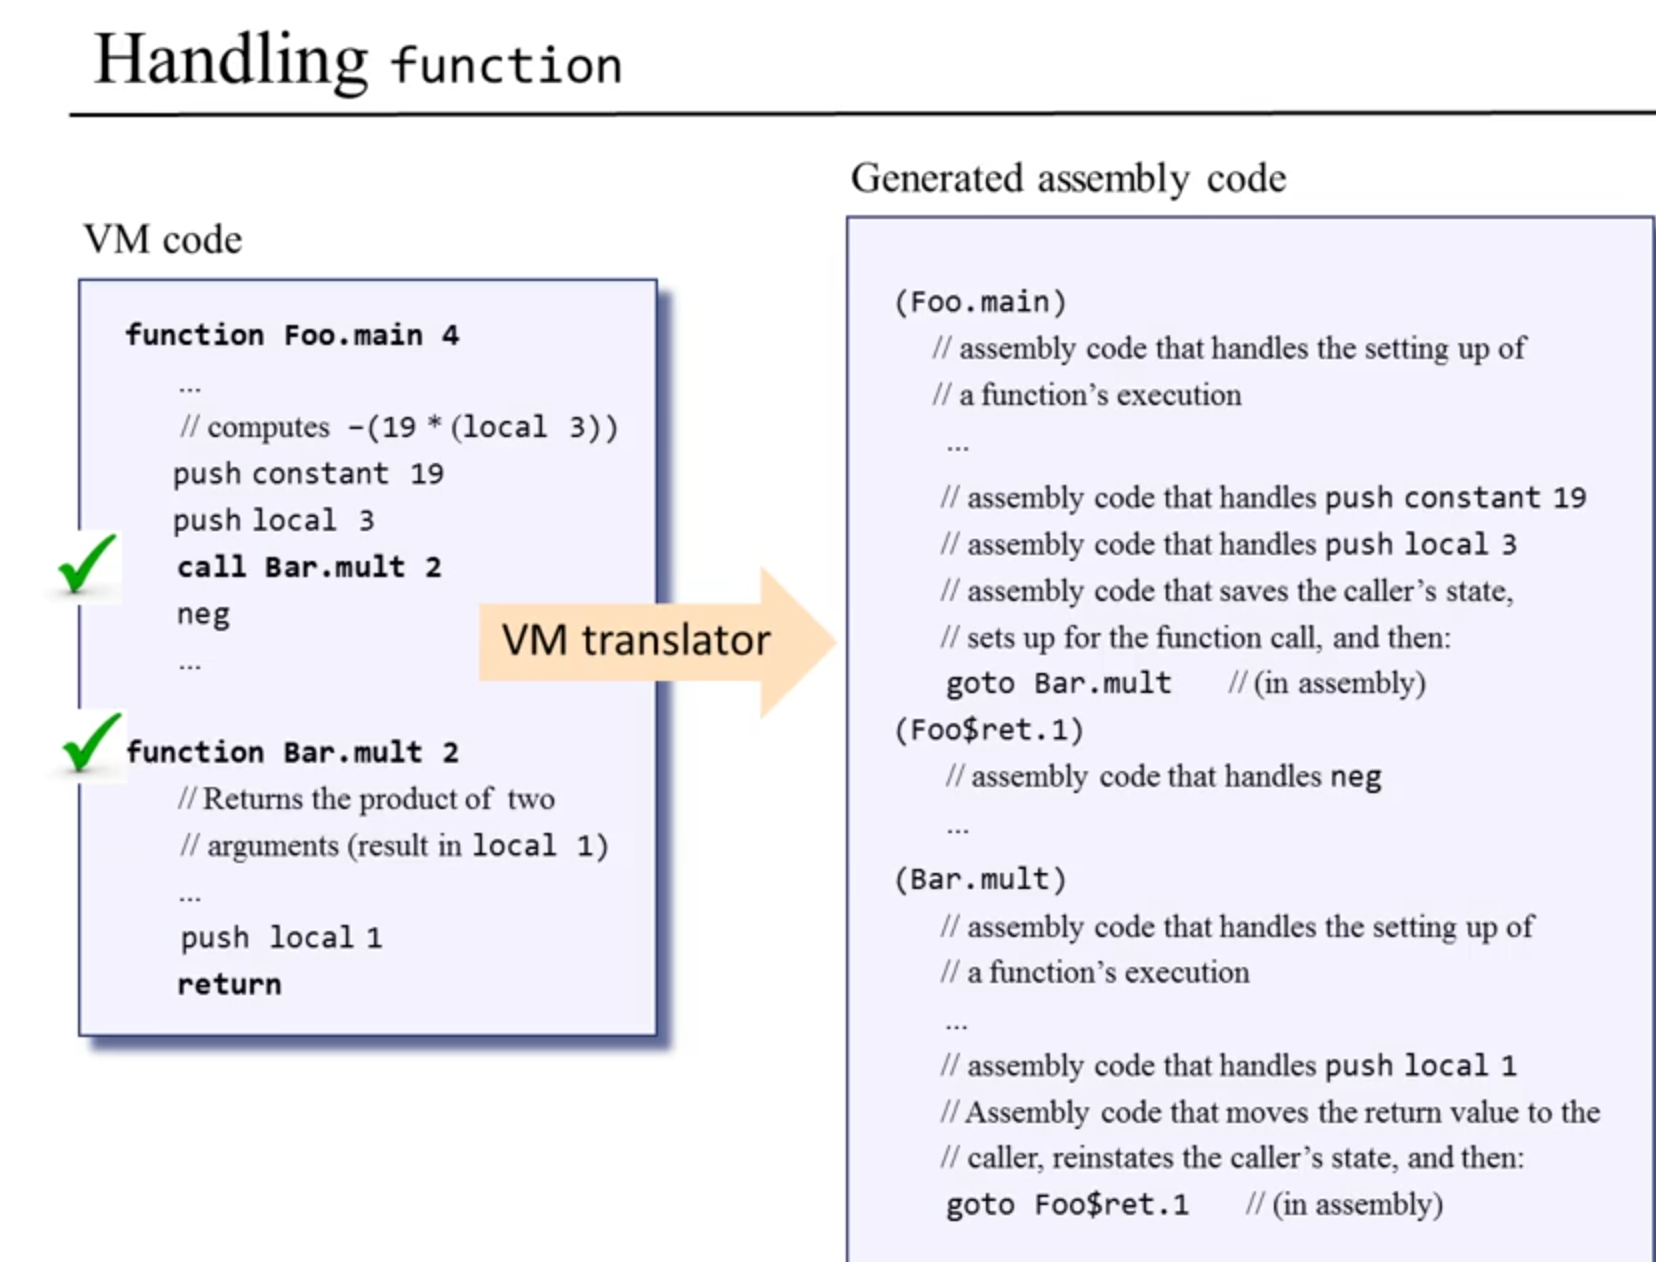 Handling function
VM code
function Foo.main 4
...
// computes -(19 * (local 3))
push constant 19
push local 3
call Bar.mult 2
neg
...
function Bar.mult 2
// Returns the product of two
// arguments (result in local 1)
...
push local 1
return
VM translator
Generated assembly code
(Foo.main)
// assembly code that handles the setting up of
// a function’s execution
...
// assembly code that handles push constant 19
// assembly code that handles push local 3
// assembly code that saves the caller’s state,
// sets up for the function call, and then:
goto Bar.mult // (in assembly)
(Foo$ret.1)
// assembly code that handles neg
...
(Bar.mult)
// assembly code that handles the setting up of
// a function’s execution
...
// assembly code that handles push local 1
// Assembly code that moves the return value to the
// caller, reinstates the caller’s state, and then:
goto Foo$ret.1 // (in assembly)